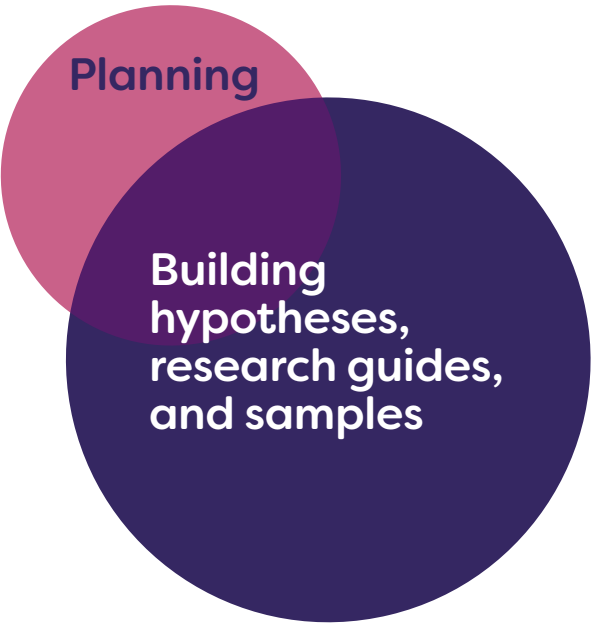 Planning
Building
hypotheses,
research guides,
and samples